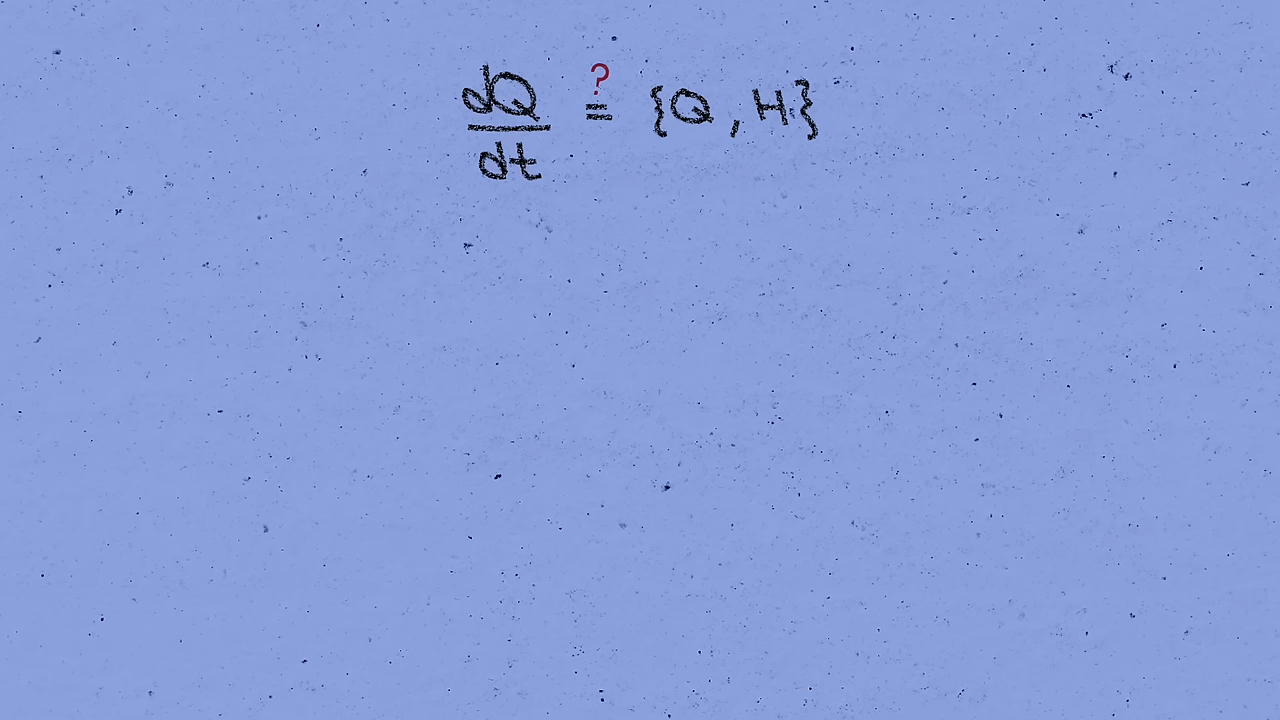 dQ/dt ?= {Q, H}